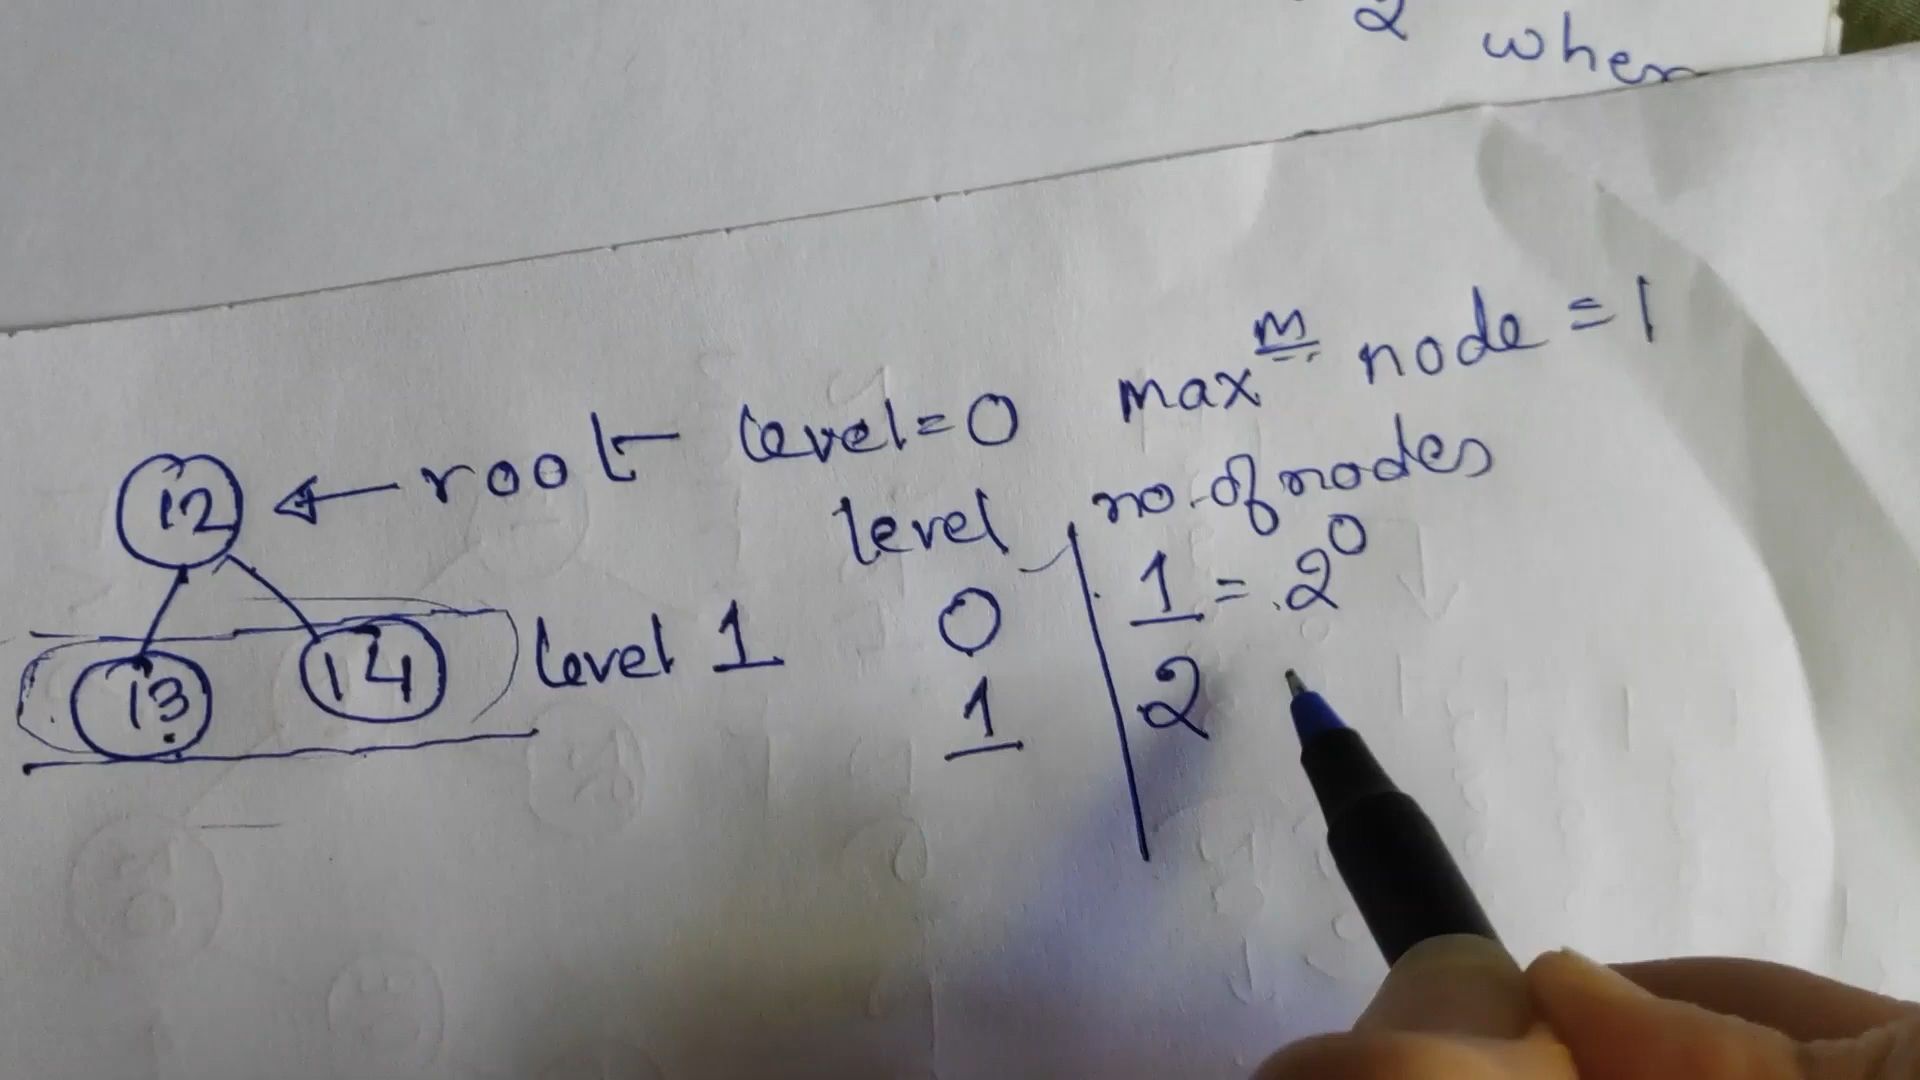 2 when
max^m node = 1
12 ← root - level = 0
level no. of nodes
0 1 = 2^0
13 14 level 1
1 2